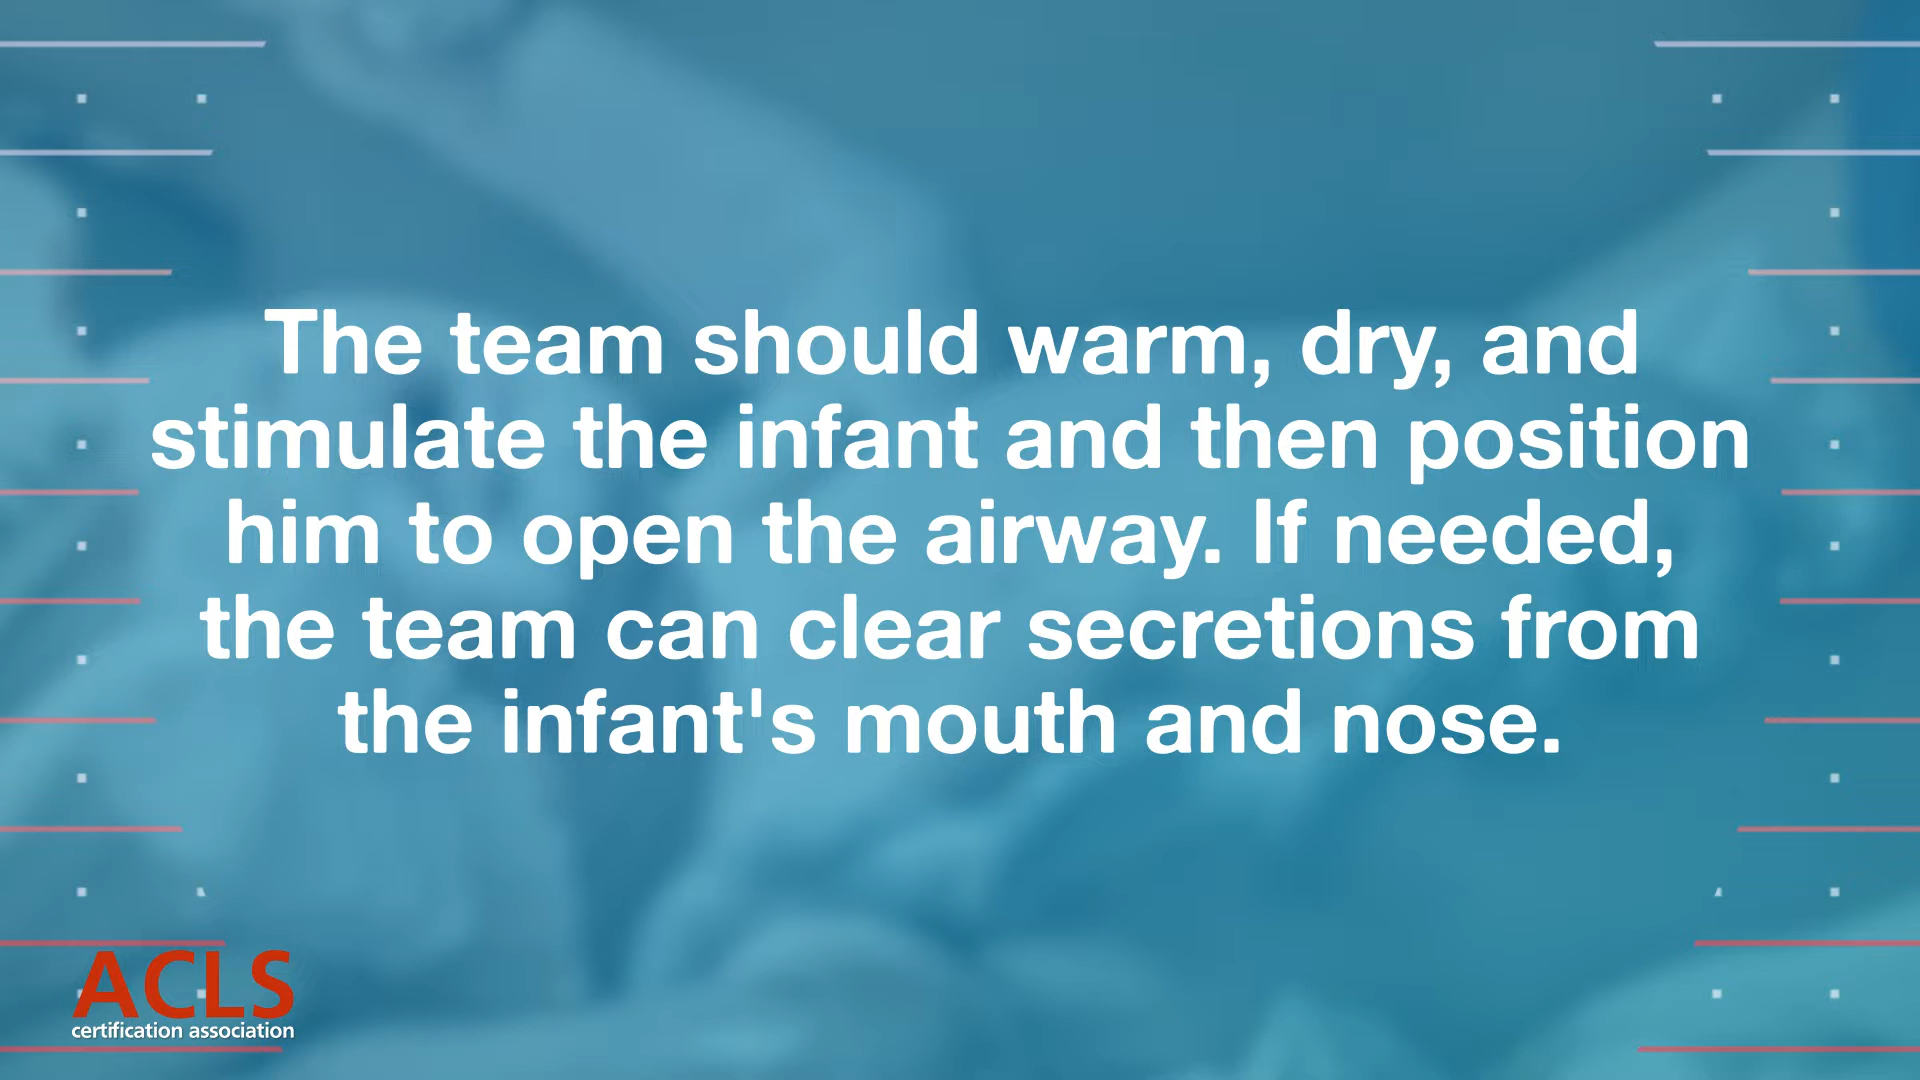 The team should warm, dry, and
stimulate the infant and then position
him to open the airway. If needed,
the team can clear secretions from
the infant's mouth and nose.
ACLS
certification association